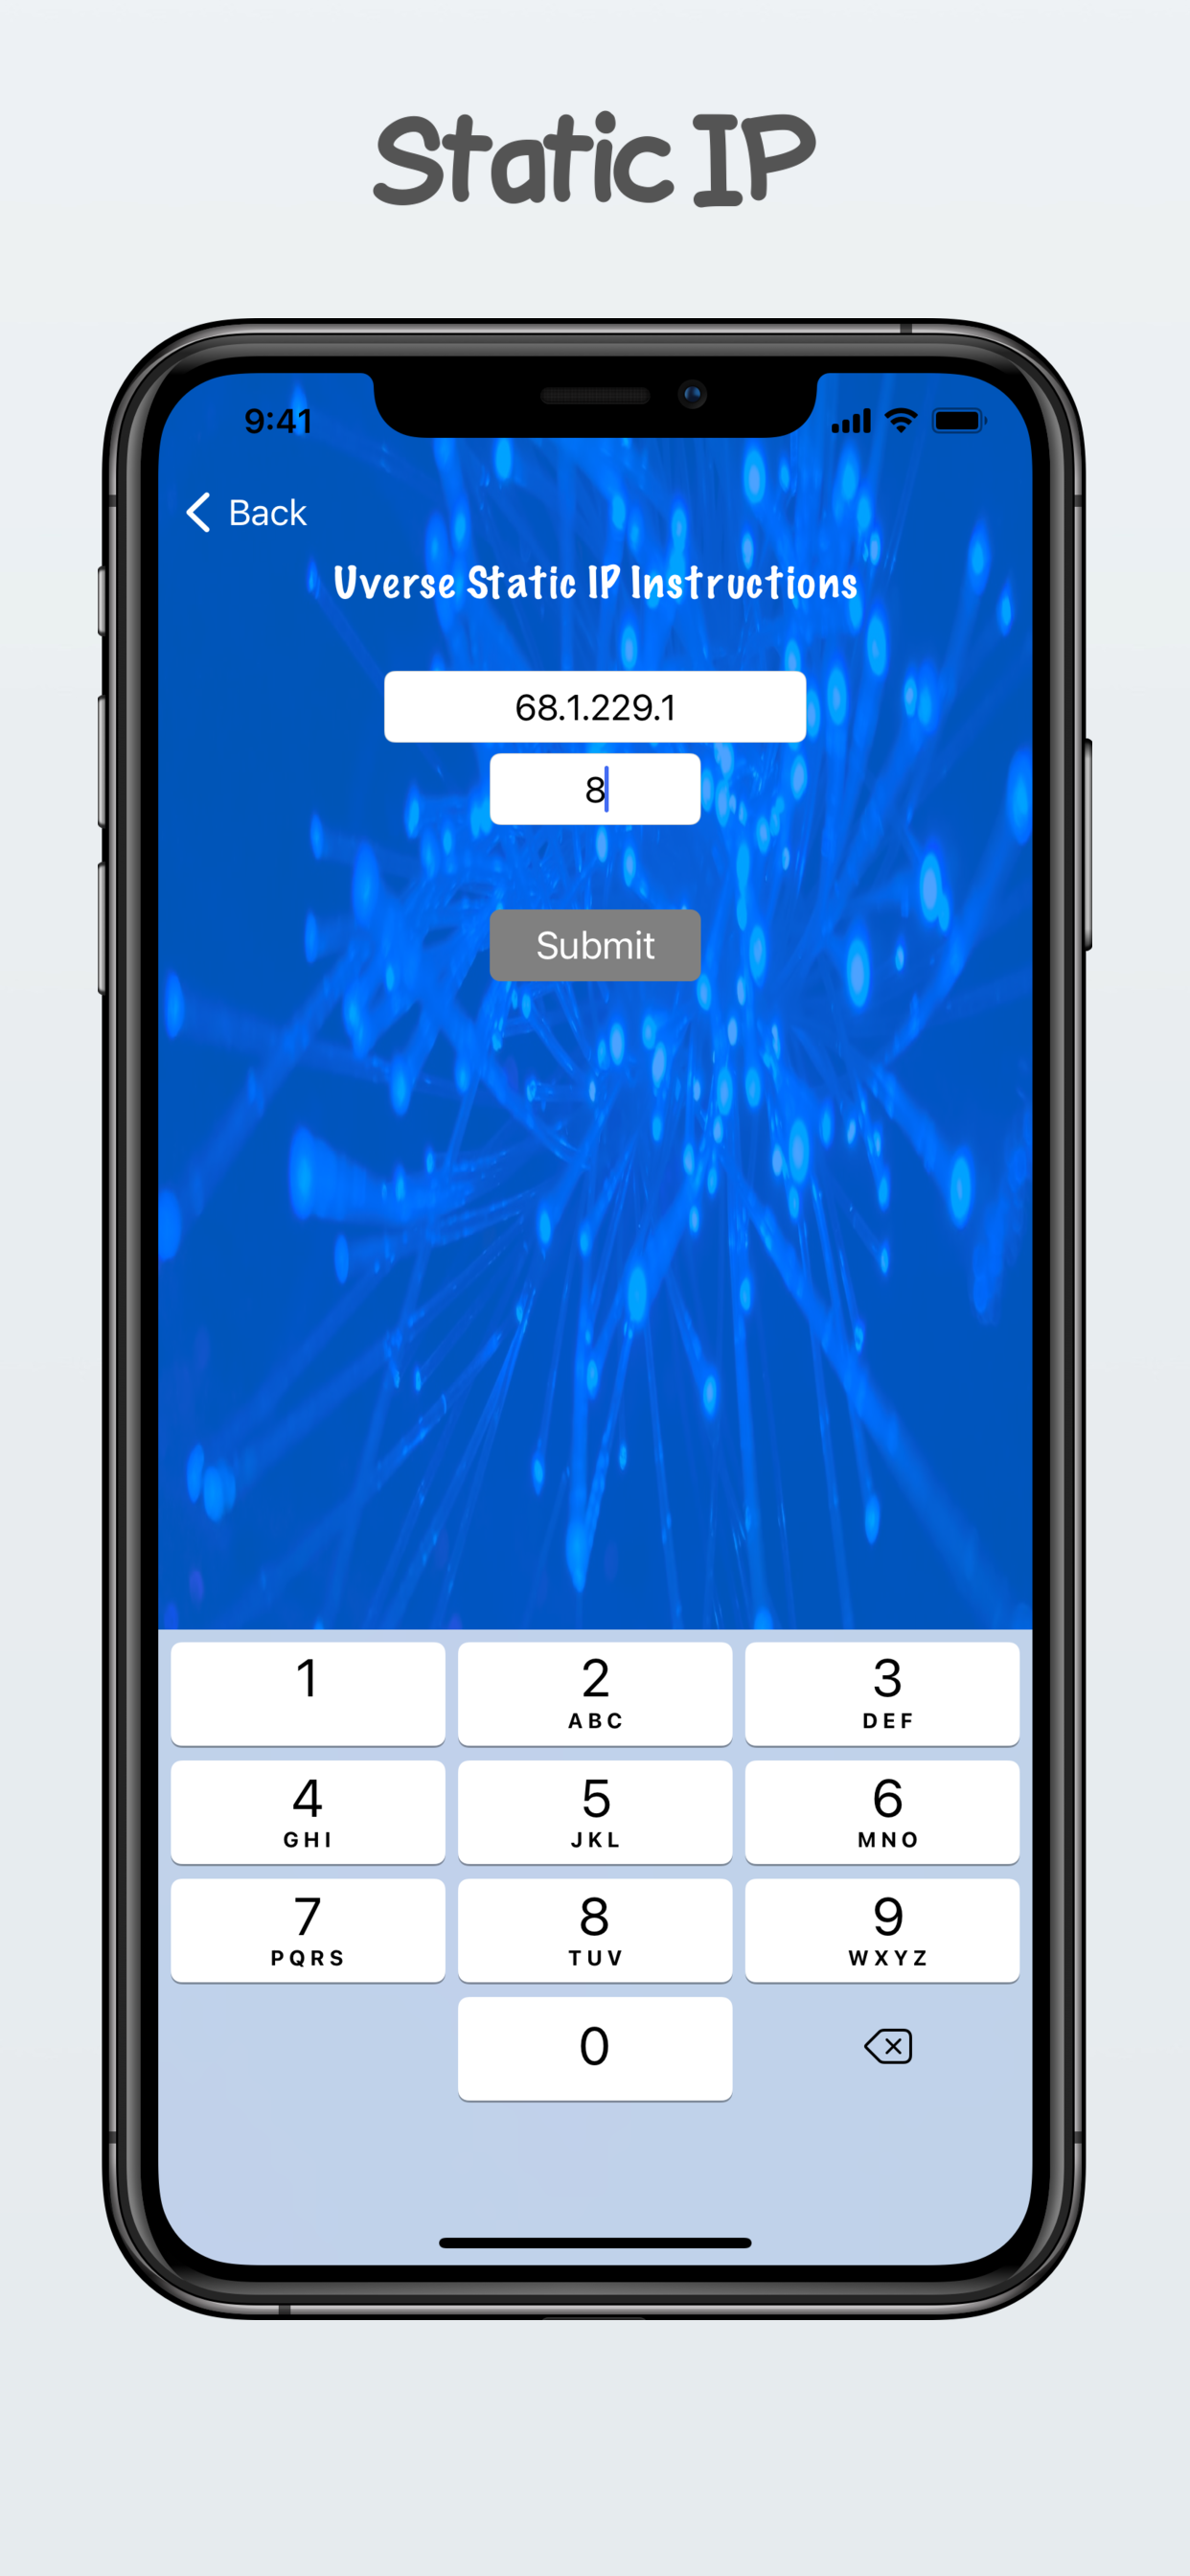 Static IP
9:41
Back
Uverse Static IP Instructions
68.1.229.1
8
Submit
1
2
ABC
3
DEF
4
GHI
5
JKL
6
MNO
7
PQRS
8
TUV
9
WXYZ
0